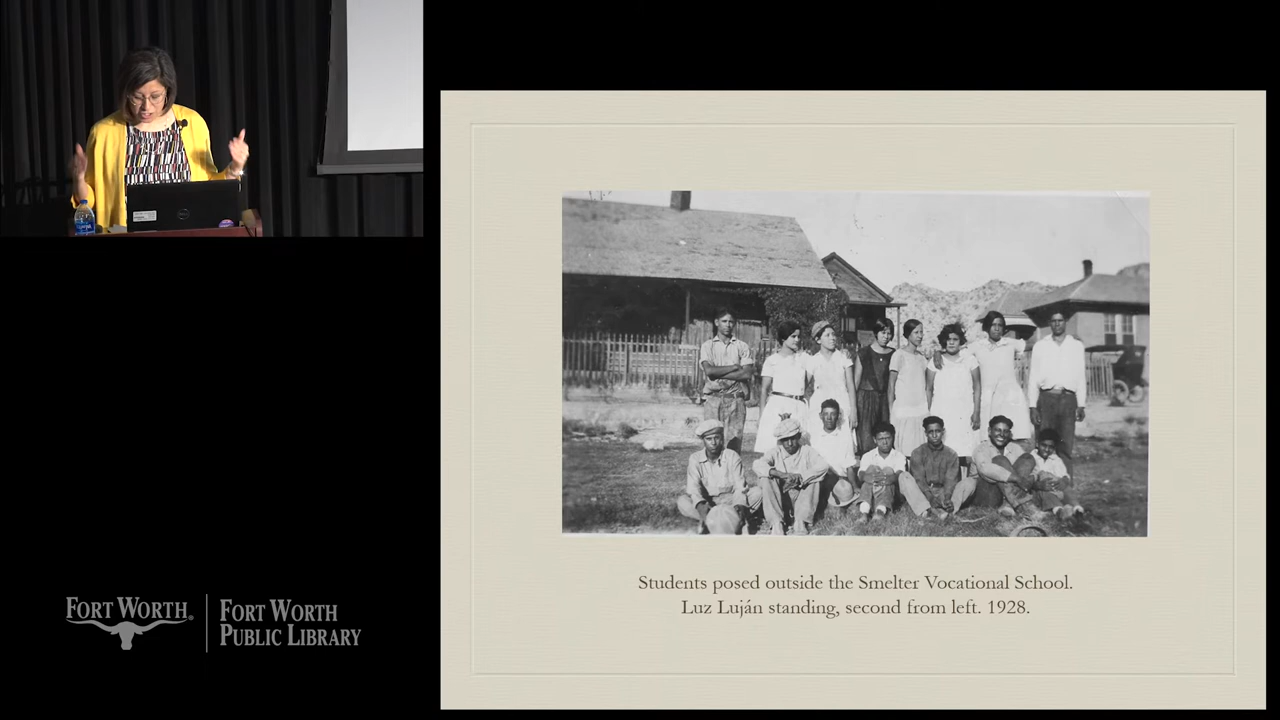 FORT WORTH®
FORT WORTH
PUBLIC LIBRARY
Students posed outside the Smelter Vocational School.
Luz Luján standing, second from left. 1928.